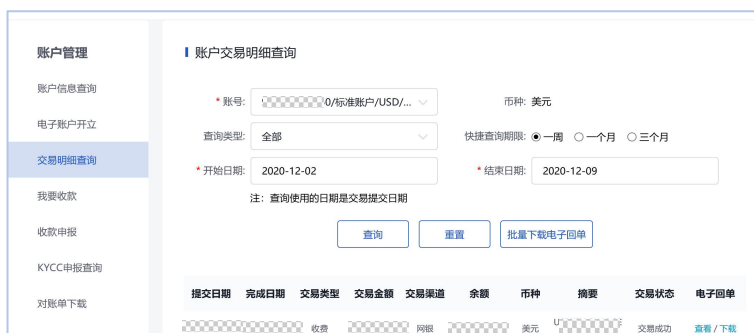 账户管理
账户信息查询
电子账户开立
交易明细查询
我要收款
收款申报
KYCC申报查询
对账单下载
账户交易明细查询
* 账号: 0/标准账户/USD/... 币种: 美元
查询类型: 全部 快捷查询期限: 一周 一个月 三个月
* 开始日期: 2020-12-02 * 结束日期: 2020-12-09
注：查询使用的日期是交易提交日期
查询 重置 批量下载电子回单
提交日期 完成日期 交易类型 交易金额 交易渠道 余额 币种 摘要 交易状态 电子回单
收费 网银 美元 U 交易成功 查看 / 下载